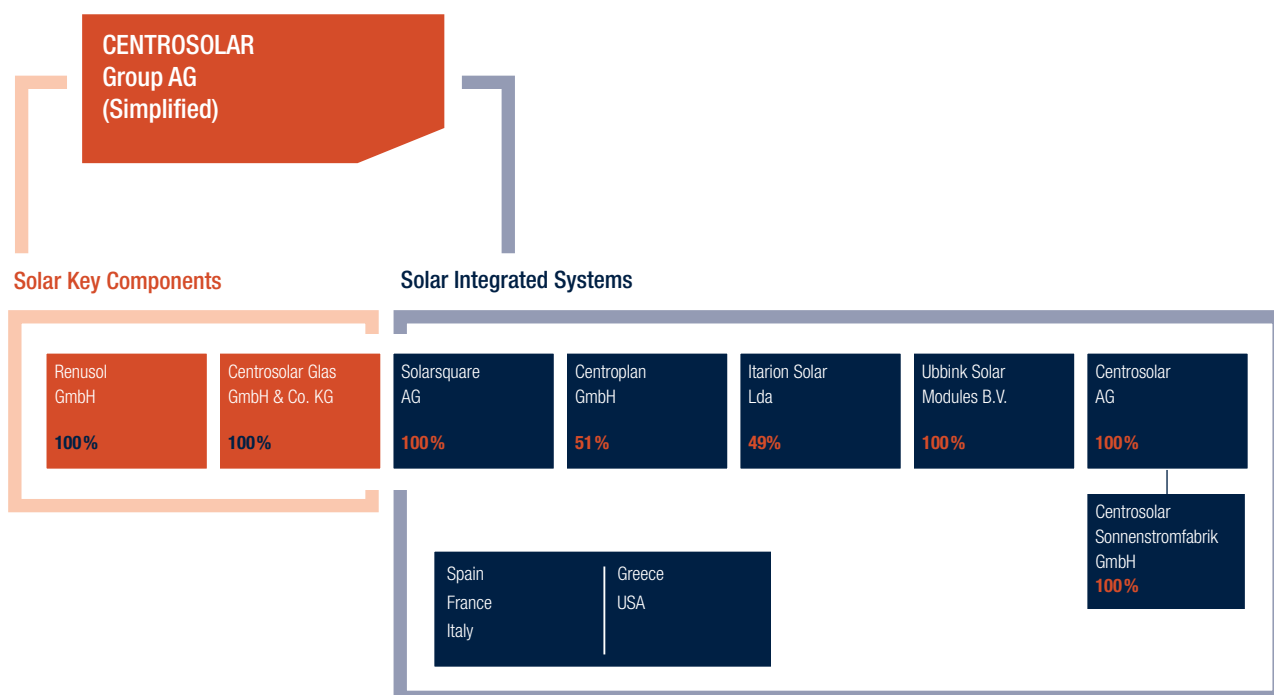 CENTROSOLAR
Group AG
(Simplified)
Solar Key Components
Solar Integrated Systems
Renusol
GmbH
100%
Centrosolar Glas
GmbH & Co. KG
100%
Solarsquare
AG
100%
Centroplan
GmbH
51%
Itarion Solar
Lda
49%
Ubbink Solar
Modules B.V.
100%
Centrosolar
AG
100%
Centrosolar
Sonnenstromfabrik
GmbH
100%
Spain
France
Italy
Greece
USA